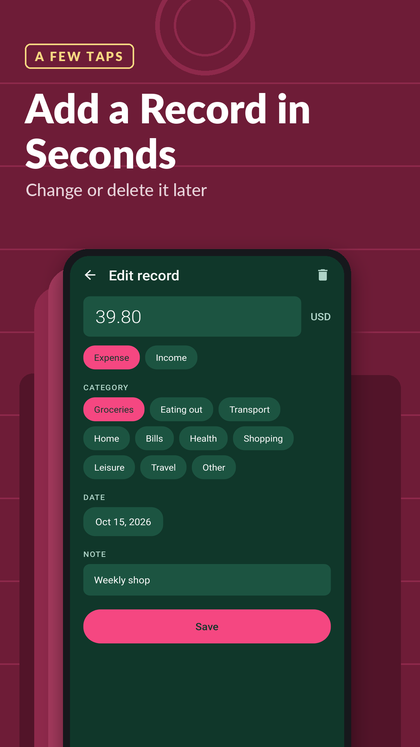 A FEW TAPS
Add a Record in
Seconds
Change or delete it later
Edit record
39.80 USD
Expense Income
CATEGORY
Groceries Eating out Transport
Home Bills Health Shopping
Leisure Travel Other
DATE
Oct 15, 2026
NOTE
Weekly shop
Save